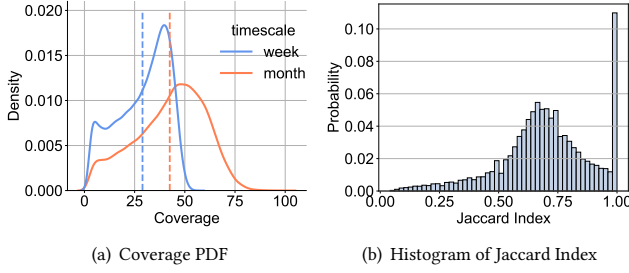 0.020
0.015
0.010
0.005
0.000
Density
timescale
week
month
0 25 50 75 100
Coverage
(a) Coverage PDF
0.10
0.08
0.06
0.04
0.02
0.00
Probability
0.00 0.25 0.50 0.75 1.00
Jaccard Index
(b) Histogram of Jaccard Index